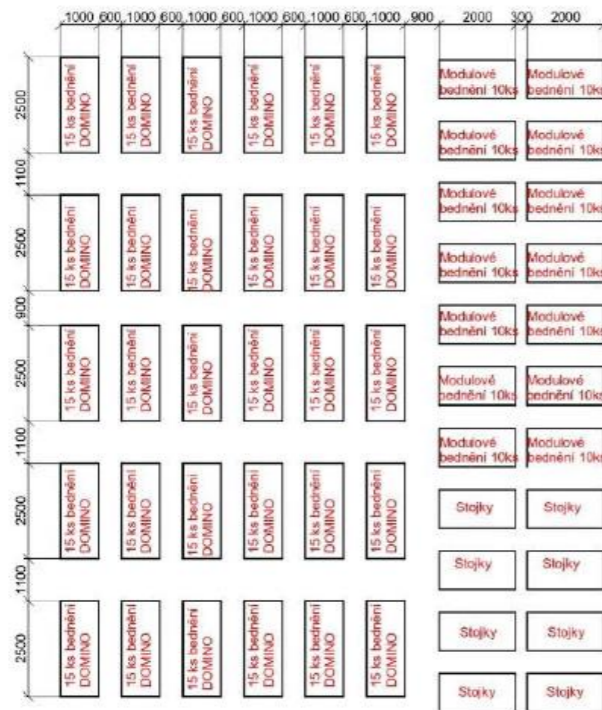 1000 600 1000 600 1000 600 1000 600 1000 600 1000 900 2000 300 2000
2500
1100
2500
900
2500
1100
2500
1100
2500
15 ks bednění
DOMINO
15 ks bednění
DOMINO
15 ks bednění
DOMINO
15 ks bednění
DOMINO
15 ks bednění
DOMINO
15 ks bednění
DOMINO
15 ks bednění
DOMINO
15 ks bednění
DOMINO
15 ks bednění
DOMINO
15 ks bednění
DOMINO
15 ks bednění
DOMINO
15 ks bednění
DOMINO
15 ks bednění
DOMINO
15 ks bednění
DOMINO
15 ks bednění
DOMINO
15 ks bednění
DOMINO
15 ks bednění
DOMINO
15 ks bednění
DOMINO
15 ks bednění
DOMINO
15 ks bednění
DOMINO
15 ks bednění
DOMINO
15 ks bednění
DOMINO
15 ks bednění
DOMINO
15 ks bednění
DOMINO
15 ks bednění
DOMINO
15 ks bednění
DOMINO
15 ks bednění
DOMINO
15 ks bednění
DOMINO
15 ks bednění
DOMINO
15 ks bednění
DOMINO
Modulové
bednění 10ks
Modulové
bednění 10ks
Modulové
bednění 10ks
Modulové
bednění 10ks
Modulové
bednění 10ks
Modulové
bednění 10ks
Modulové
bednění 10ks
Modulové
bednění 10ks
Modulové
bednění 10ks
Modulové
bednění 10ks
Modulové
bednění 10ks
Modulové
bednění 10ks
Modulové
bednění 10ks
Modulové
bednění 10ks
Stojky
Stojky
Stojky
Stojky
Stojky
Stojky
Stojky
Stojky